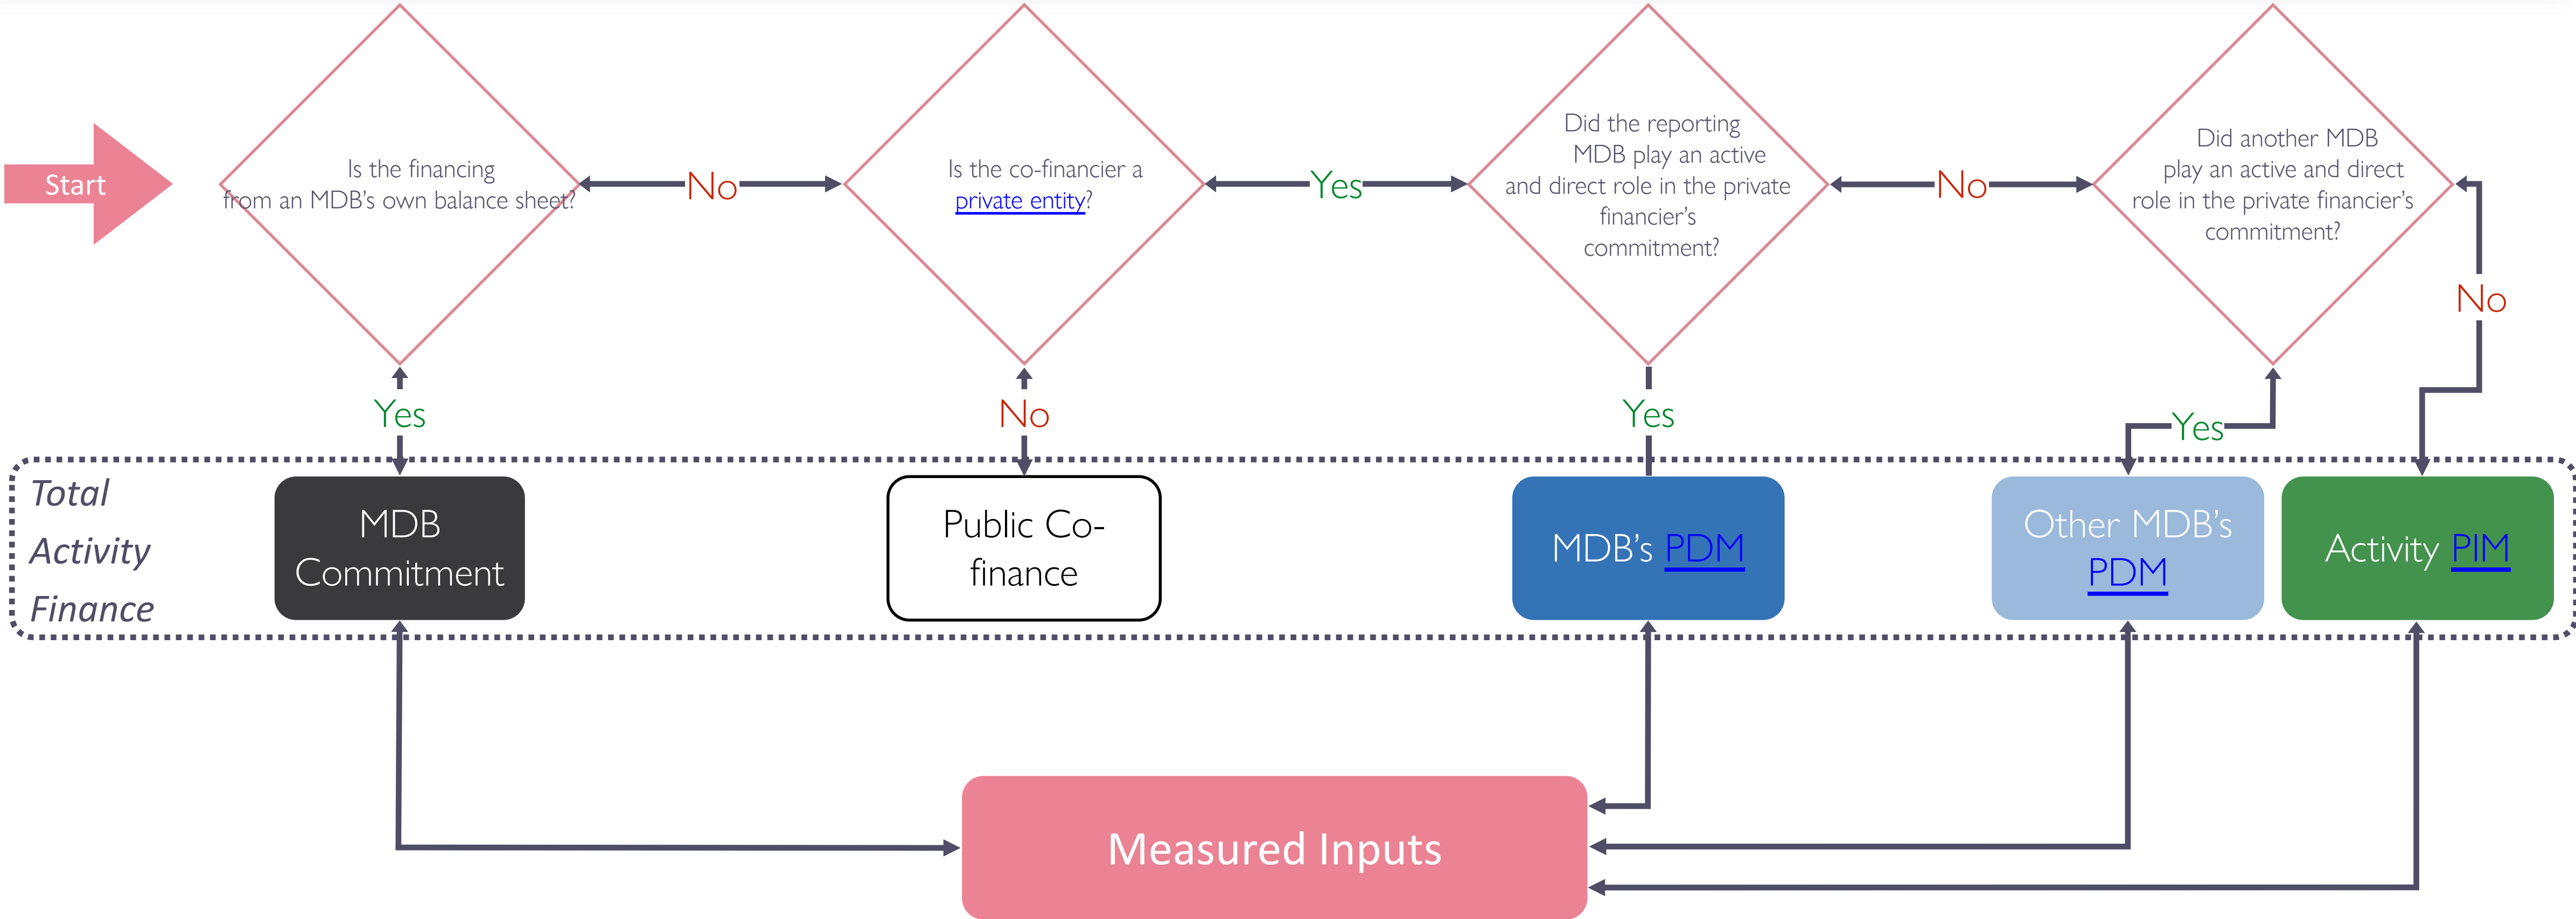 Start
Is the financing
from an MDB’s own balance sheet?
No
Is the co-financier a
private entity?
Yes
Did the reporting
MDB play an active
and direct role in the private
financier’s
commitment?
No
Did another MDB
play an active and direct
role in the private financier’s
commitment?
No
Yes
No
Yes
Yes
Total
Activity
Finance
MDB
Commitment
Public Co-
finance
MDB’s PDM
Other MDB’s
PDM
Activity PIM
Measured Inputs